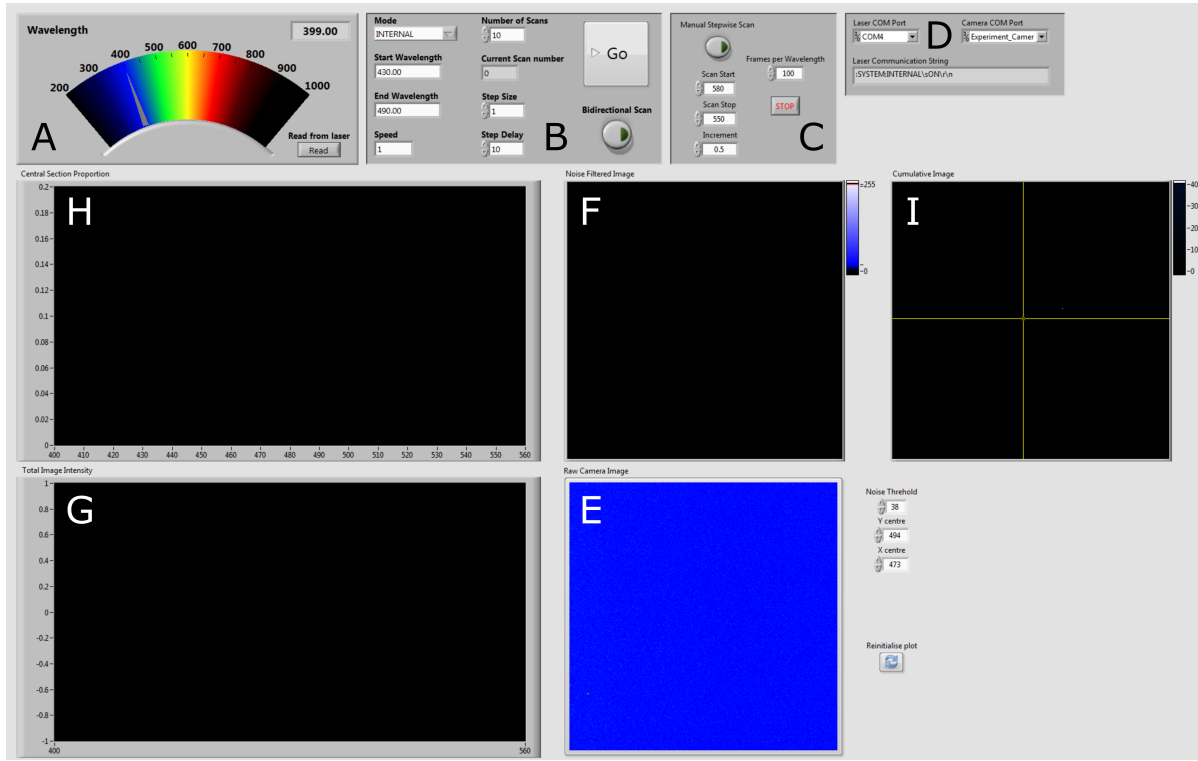 Wavelength
399.00
200
300
400
500
600
700
800
900
1000
Read from laser
Read
A
Mode
INTERNAL
Start Wavelength
430.00
End Wavelength
490.00
Speed
1
Number of Scans
10
Current Scan number
0
Step Size
1
Step Delay
10
Go
Bidirectional Scan
B
Manual Stepwise Scan
Frames per Wavelength
100
Scan Start
580
Scan Stop
550
Increment
0.5
STOP
C
Laser COM Port
COM4
D
Camera COM Port
Experiment_Camer
Laser Communication String
:SYSTEM:INTERNAL\sON\r\n
Central Section Proportion
H
0.2
0.18
0.16
0.14
0.12
0.1
0.08
0.06
0.04
0.02
0
400 410 420 430 440 450 460 470 480 490 500 510 520 530 540 550 560
Noise Filtered Image
F
255
0
Cumulative Image
I
40
30
20
10
0
Total Image Intensity
G
1
0.8
0.6
0.4
0.2
0
-0.2
-0.4
-0.6
-0.8
-1
400 560
Raw Camera Image
E
Noise Threhold
38
Y centre
494
X centre
473
Reinitialise plot